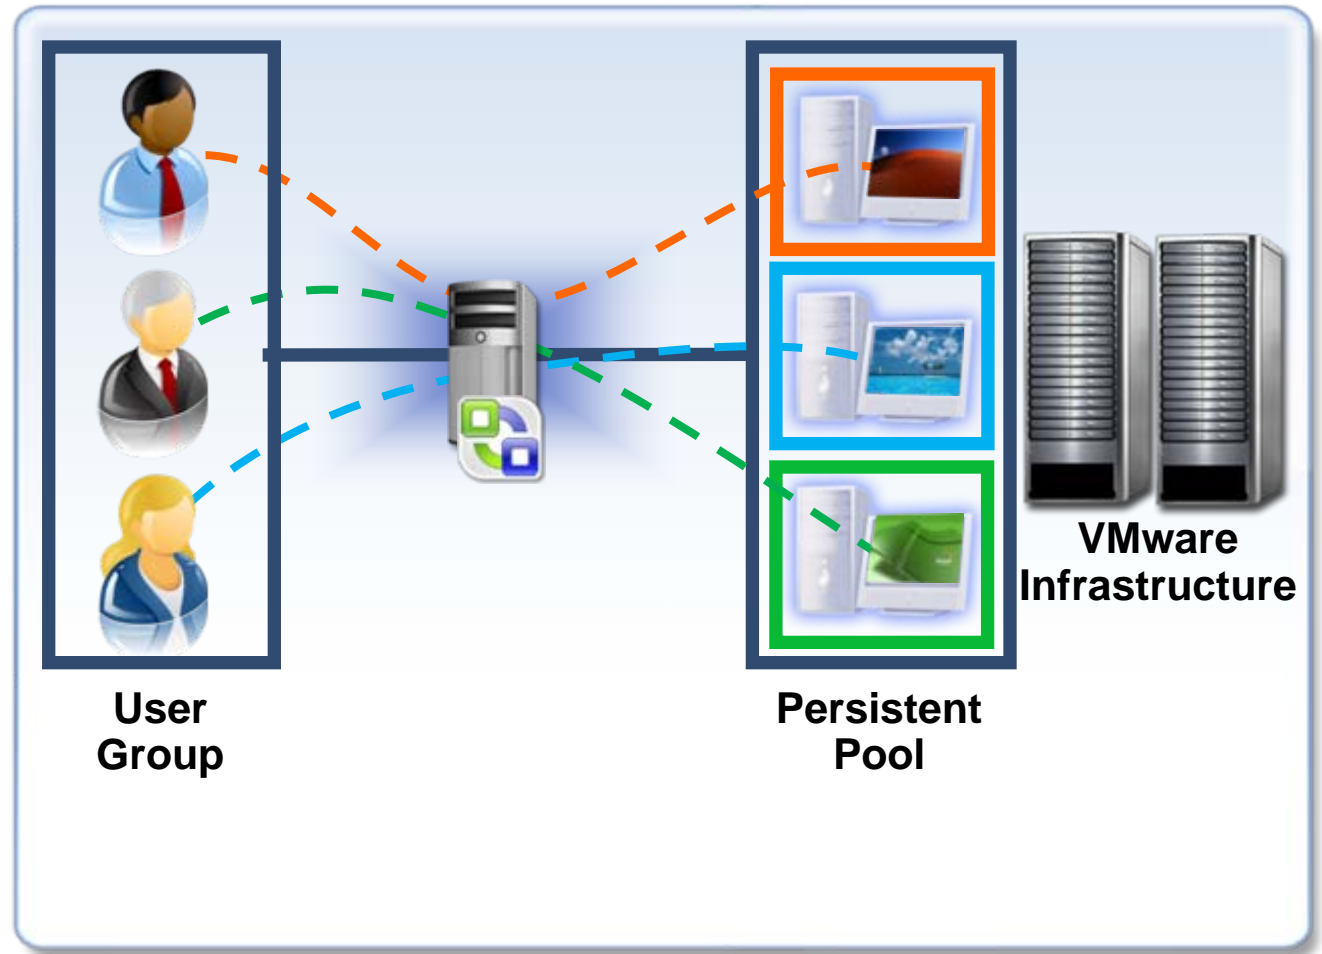 VMware
Infrastructure
User
Group
Persistent
Pool